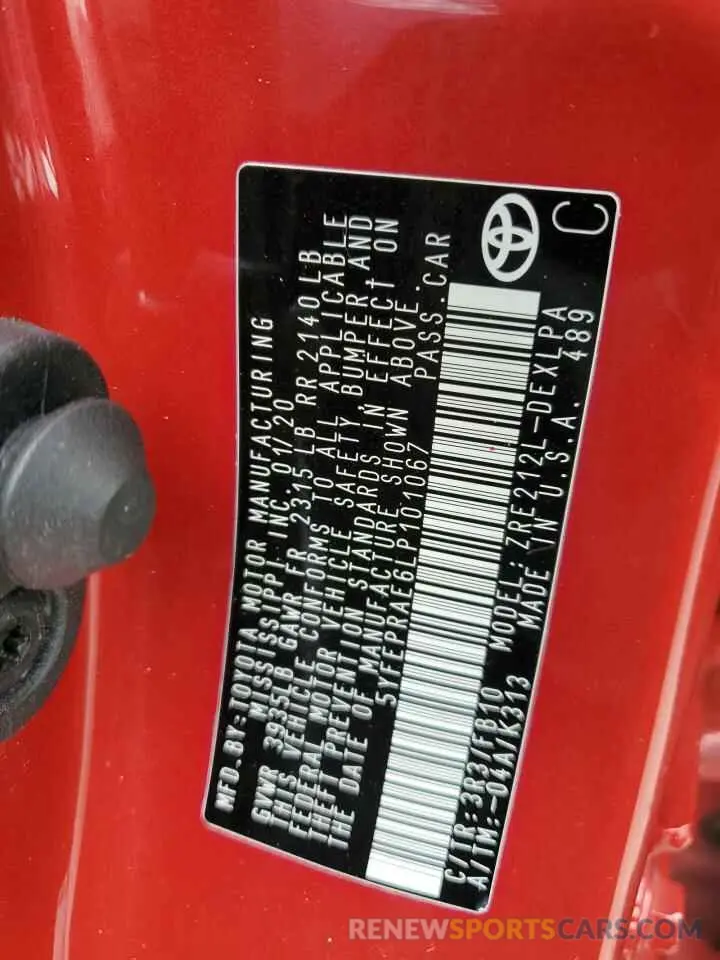 MFD.BY:TOYOTA MOTOR MANUFACTURING
MISSISSIPPI,INC. 01/20
GVWR 3935LB GAWR FR 2315LB RR 2140LB
THIS VEHICLE CONFORMS TO ALL APPLICABLE
FEDERAL MOTOR VEHICLE SAFETY, BUMPER, AND
THEFT PREVENTION STANDARDS IN EFFECT ON
THE DATE OF MANUFACTURE SHOWN ABOVE.
5YFEPRAE6LP101067 PASS.CAR
C/TR:3R3/FB10 MODEL:ZRE212L-DEXLPA
A/TM:-04A/K313 MADE IN U.S.A. 489
C
RENEWSPORTSCARS.COM